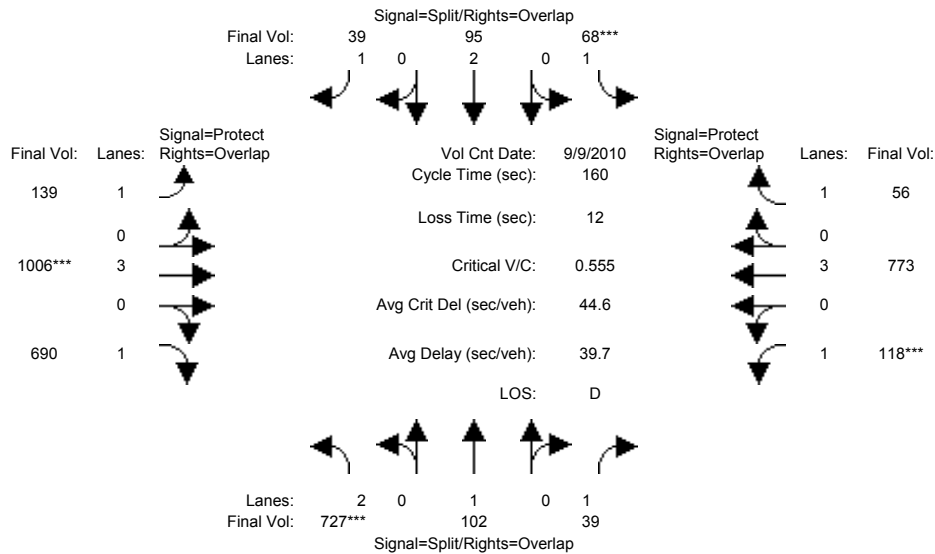 Signal=Split/Rights=Overlap
Final Vol: 39 95 68***
Lanes: 1 0 2 0 1
Signal=Protect Signal=Protect
Final Vol: Lanes: Rights=Overlap Vol Cnt Date: 9/9/2010 Rights=Overlap Lanes: Final Vol:
Cycle Time (sec): 160
139 1 1 56
Loss Time (sec): 12
0 0
1006*** 3 Critical V/C: 0.555 3 773
0 Avg Crit Del (sec/veh): 44.6 0
690 1 Avg Delay (sec/veh): 39.7 1 118***
LOS: D
Lanes: 2 0 1 0 1
Final Vol: 727*** 102 39
Signal=Split/Rights=Overlap